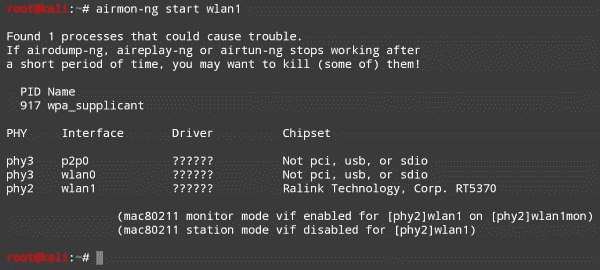 root@kali:~# airmon-ng start wlan1
Found 1 processes that could cause trouble.
If airodump-ng, aireplay-ng or airtun-ng stops working after
a short period of time, you may want to kill (some of) them!
PID Name
917 wpa_supplicant
PHY Interface Driver Chipset
phy3 p2p0 ?????? Not pci, usb, or sdio
phy3 wlan0 ?????? Not pci, usb, or sdio
phy2 wlan1 ?????? Ralink Technology, Corp. RT5370
(mac80211 monitor mode vif enabled for [phy2]wlan1 on [phy2]wlan1mon)
(mac80211 station mode vif disabled for [phy2]wlan1)
root@kali:~#